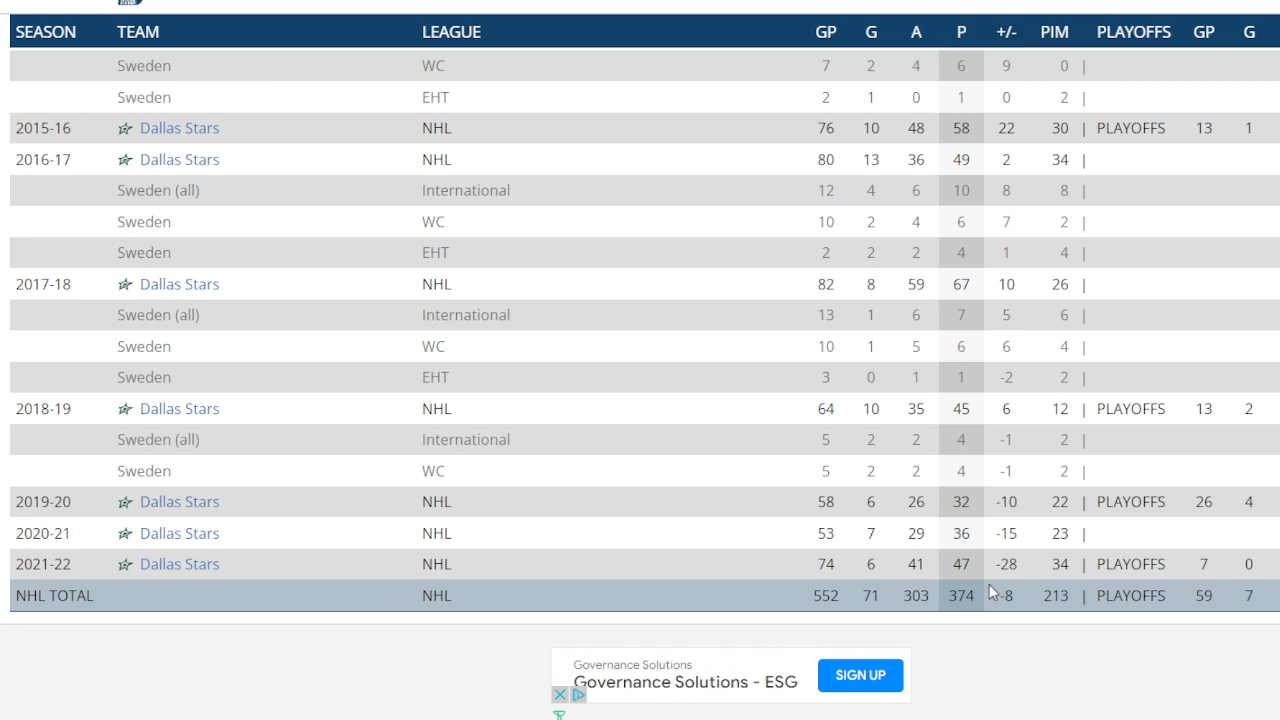 SEASON TEAM LEAGUE GP G A P +/- PIM PLAYOFFS GP G
Sweden WC 7 2 4 6 9 0 |
Sweden EHT 2 1 0 1 0 2 |
2015-16 Dallas Stars NHL 76 10 48 58 22 30 | PLAYOFFS 13 1
2016-17 Dallas Stars NHL 80 13 36 49 2 34 |
Sweden (all) International 12 4 6 10 8 8 |
Sweden WC 10 2 4 6 7 2 |
Sweden EHT 2 2 2 4 1 4 |
2017-18 Dallas Stars NHL 82 8 59 67 10 26 |
Sweden (all) International 13 1 6 7 5 6 |
Sweden WC 10 1 5 6 6 4 |
Sweden EHT 3 0 1 1 -2 2 |
2018-19 Dallas Stars NHL 64 10 35 45 6 12 | PLAYOFFS 13 2
Sweden (all) International 5 2 2 4 -1 2 |
Sweden WC 5 2 2 4 -1 2 |
2019-20 Dallas Stars NHL 58 6 26 32 -10 22 | PLAYOFFS 26 4
2020-21 Dallas Stars NHL 53 7 29 36 -15 23 |
2021-22 Dallas Stars NHL 74 6 41 47 -28 34 | PLAYOFFS 7 0
NHL TOTAL NHL 552 71 303 374 -8 213 | PLAYOFFS 59 7
Governance Solutions
Governance Solutions - ESG
SIGN UP